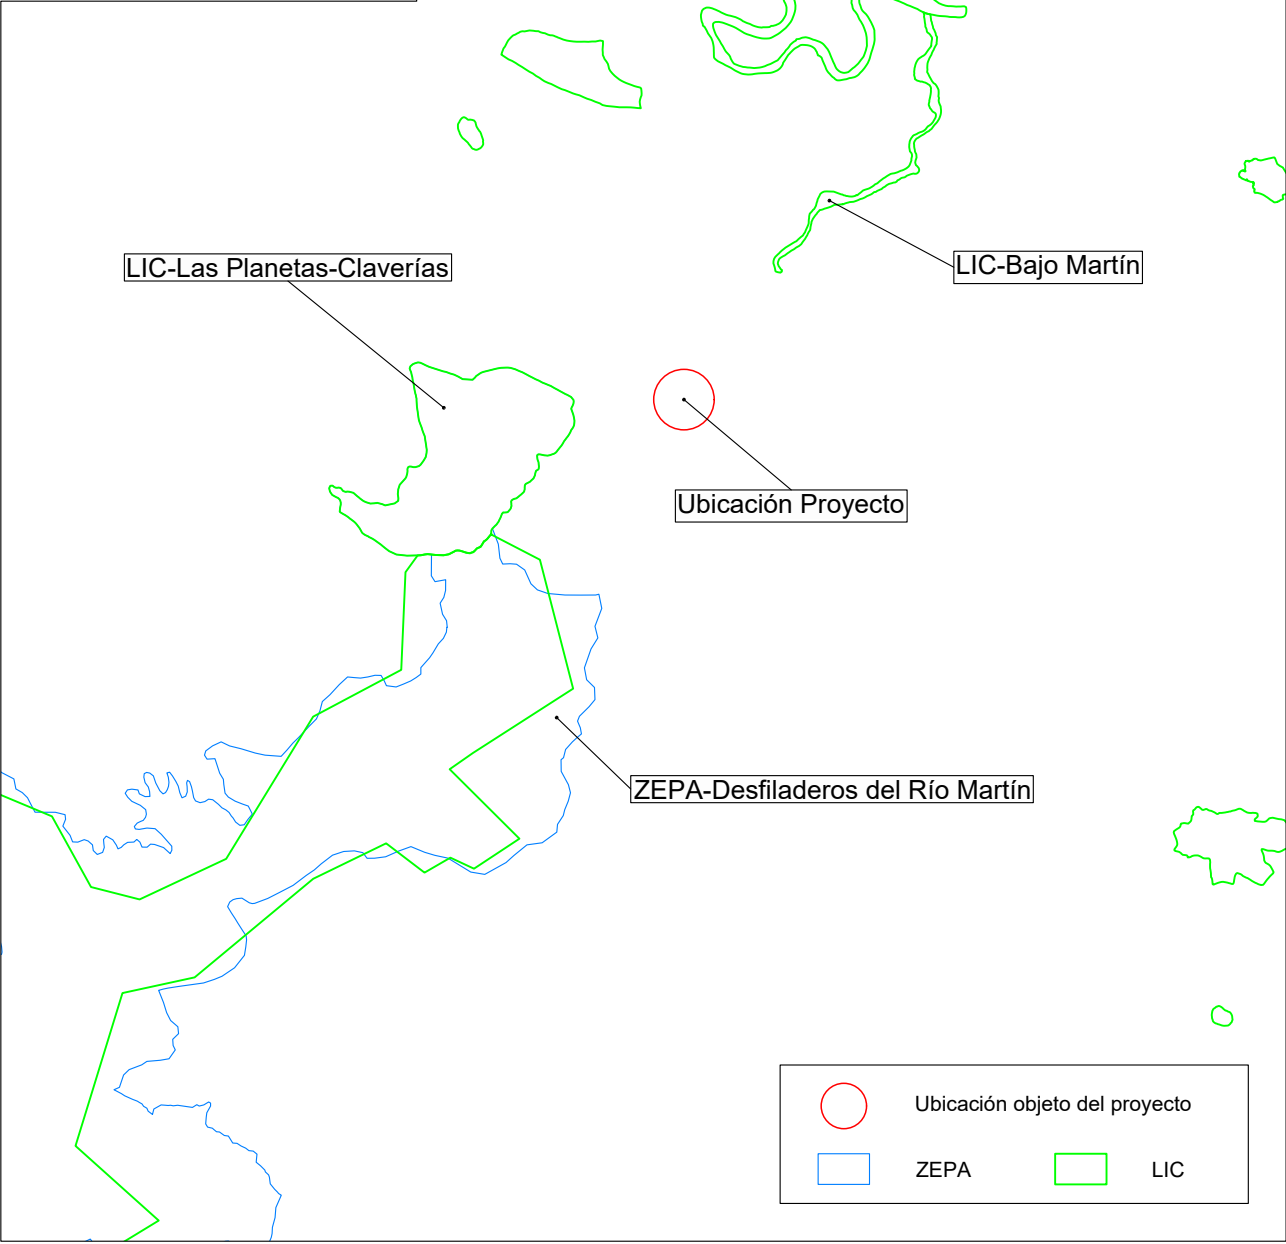 LIC-Las Planetas-Claverías
LIC-Bajo Martín
Ubicación Proyecto
ZEPA-Desfiladeros del Río Martín
Ubicación objeto del proyecto
ZEPA
LIC